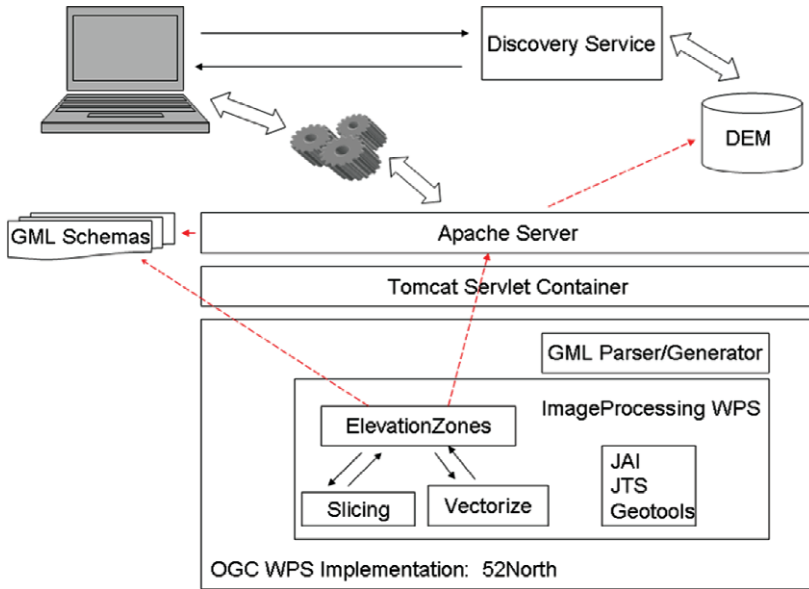 Discovery Service
DEM
GML Schemas
Apache Server
Tomcat Servlet Container
GML Parser/Generator
ImageProcessing WPS
ElevationZones
JAI
JTS
Geotools
Slicing
Vectorize
OGC WPS Implementation: 52North